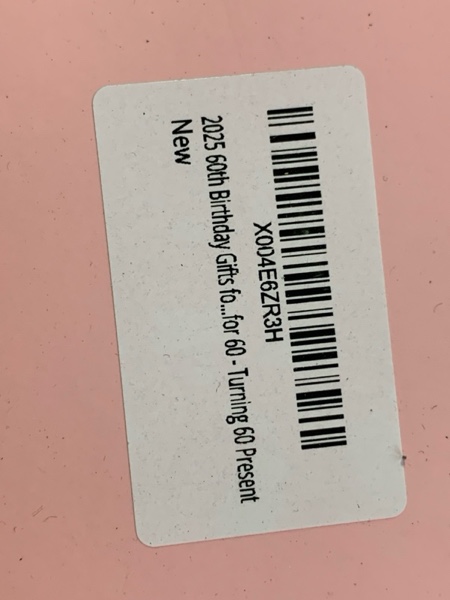 X004E6ZR3H
2025 60th Birthday Gifts fo...for 60 - Turning 60 Present
New